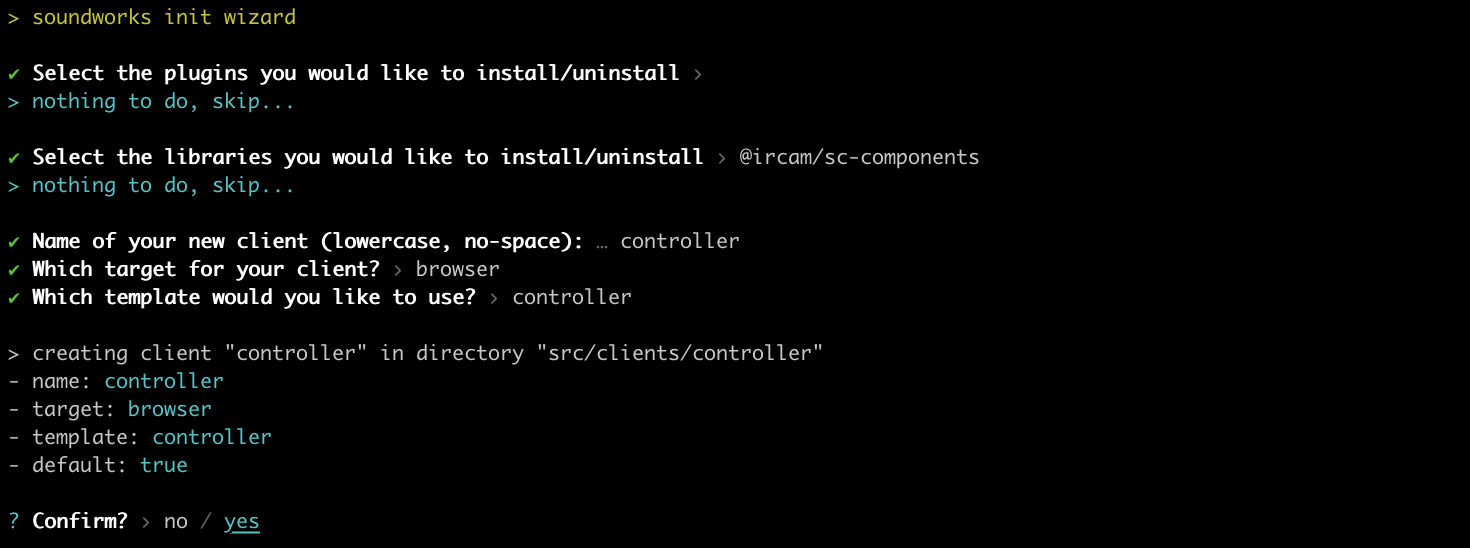 > soundworks init wizard
✔ Select the plugins you would like to install/uninstall ›
> nothing to do, skip...
✔ Select the libraries you would like to install/uninstall › @ircam/sc-components
> nothing to do, skip...
✔ Name of your new client (lowercase, no-space): … controller
✔ Which target for your client? › browser
✔ Which template would you like to use? › controller
> creating client "controller" in directory "src/clients/controller"
- name: controller
- target: browser
- template: controller
- default: true
? Confirm? › no / yes